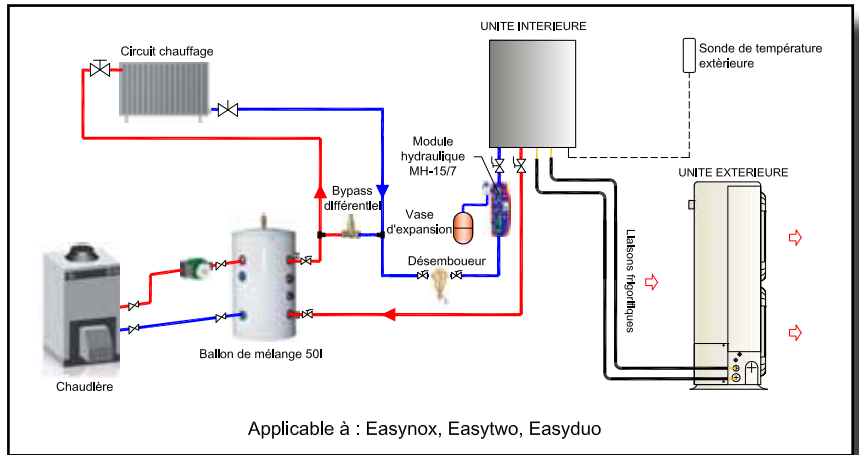 UNITE INTERIEURE
Circuit chauffage
Sonde de température
extèrieure
Module
hydraulique
MH-15/7
UNITE EXTERIEURE
Bypass
différentiel
Vase
d'expansion
Liaisons frigorifiques
Désemboueur
Ballon de mélange 50l
Chaudière
Applicable à : Easynox, Easytwo, Easyduo